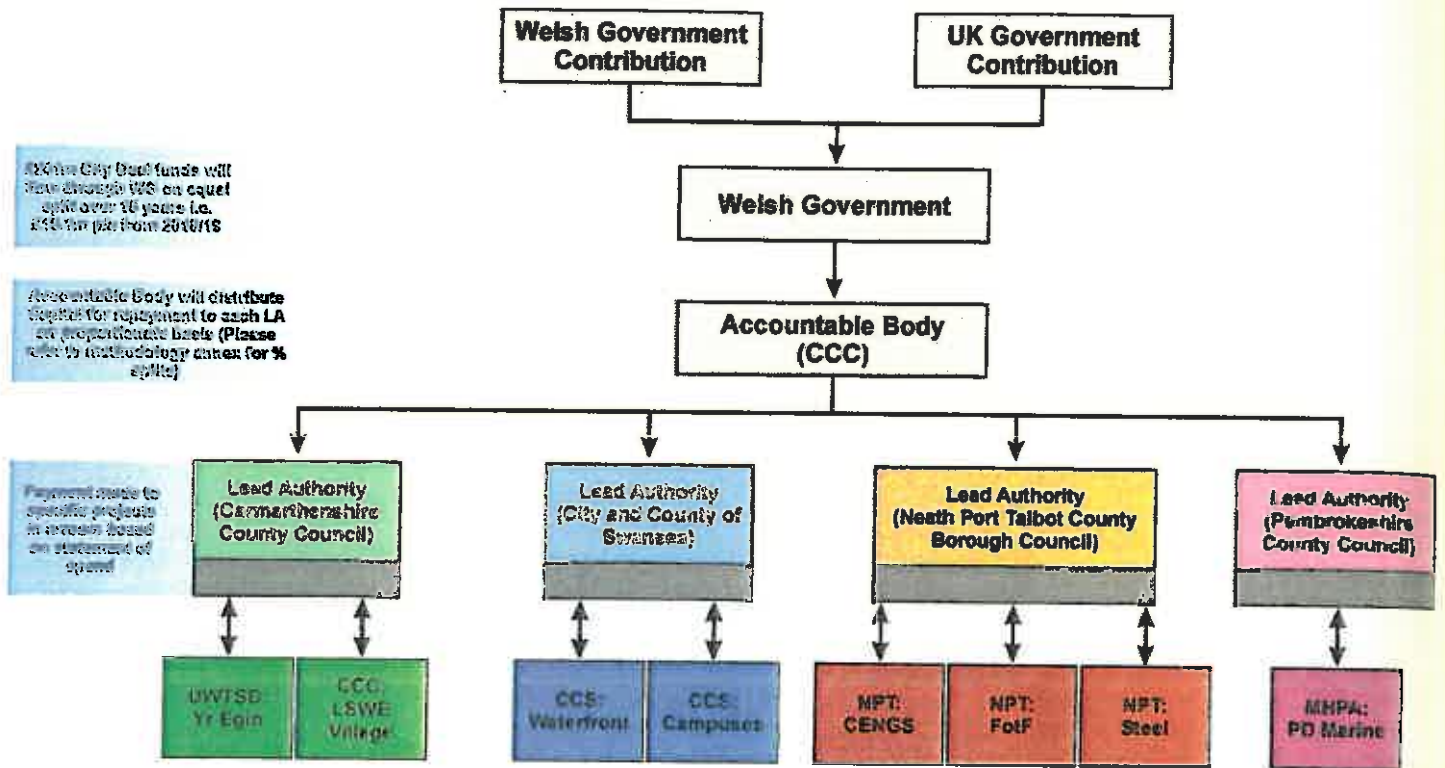 Welsh Government
Contribution
UK Government
Contribution
City Deal funds will
flow through WG on equal
split over 15 years i.e.
from
Welsh Government
Accountable Body will distribute
capital for repayment to each LA
on proportionate basis (Please
refer to methodology annex for %
splits)
Accountable Body
(CCC)
Payment made to
specific projects
in arrears based
on statement of
spend
Lead Authority
(Carmarthenshire
County Council)
Lead Authority
(City and County of
Swansea)
Lead Authority
(Neath Port Talbot County
Borough Council)
Lead Authority
(Pembrokeshire
County Council)
UWTSD:
Yr Egin
CCC:
LSWE
Village
CCS:
Waterfront
CCS:
Campuses
NPT:
CENGS
NPT:
FotF
NPT:
Steel
MHPA:
PD Marine